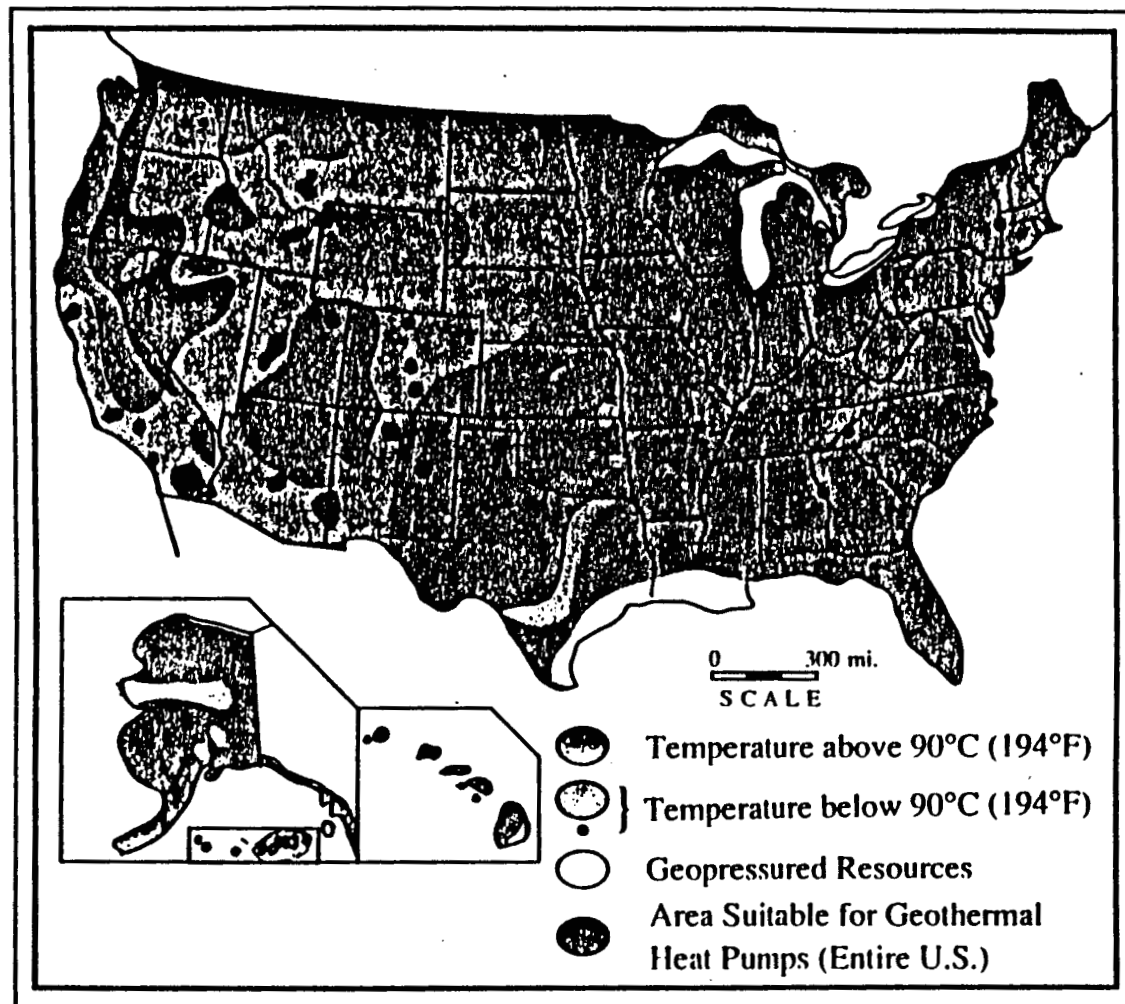 0 300 mi.
SCALE
Temperature above 90°C (194°F)
Temperature below 90°C (194°F)
Geopressured Resources
Area Suitable for Geothermal
Heat Pumps (Entire U.S.)